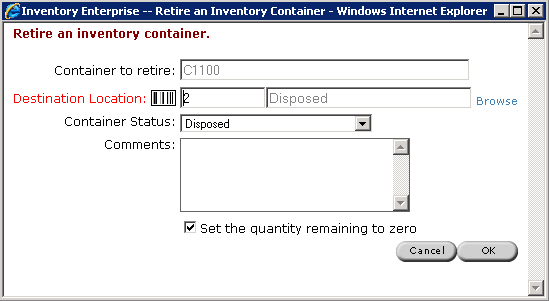 Inventory Enterprise -- Retire an Inventory Container - Windows Internet Explorer
Retire an inventory container.
Container to retire: C1100
Destination Location: 2 Disposed Browse
Container Status: Disposed
Comments:
Set the quantity remaining to zero
Cancel OK